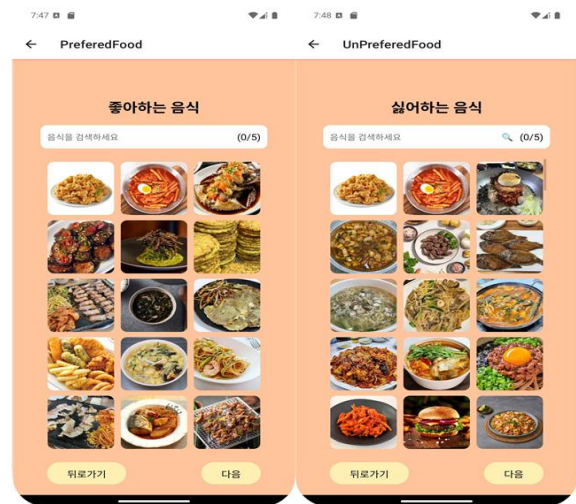 7:47
← PreferedFood
좋아하는 음식
음식을 검색하세요 (0/5)
뒤로가기 다음
7:48
← UnPreferedFood
싫어하는 음식
음식을 검색하세요 (0/5)
뒤로가기 다음